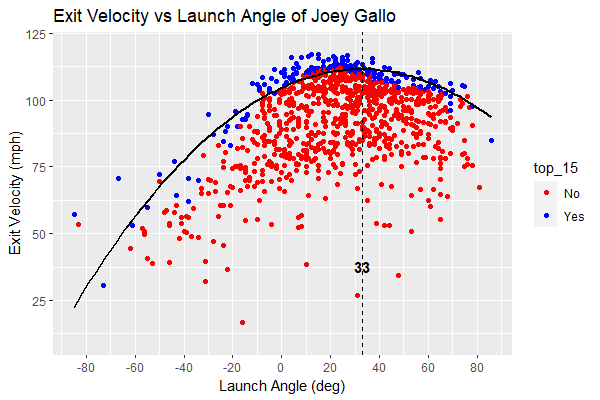 Exit Velocity vs Launch Angle of Joey Gallo
Exit Velocity (mph)
125
100
75
50
25
33
-80 -60 -40 -20 0 20 40 60 80
Launch Angle (deg)
top_15
No
Yes